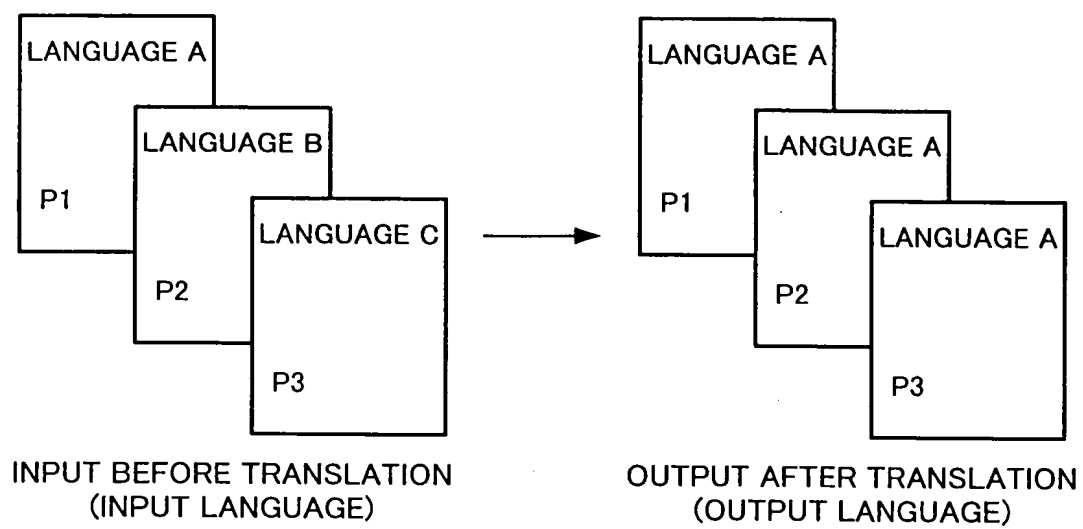 LANGUAGE A
P1
LANGUAGE B
P2
LANGUAGE C
P3
INPUT BEFORE TRANSLATION
(INPUT LANGUAGE)
LANGUAGE A
P1
LANGUAGE A
P2
LANGUAGE A
P3
OUTPUT AFTER TRANSLATION
(OUTPUT LANGUAGE)